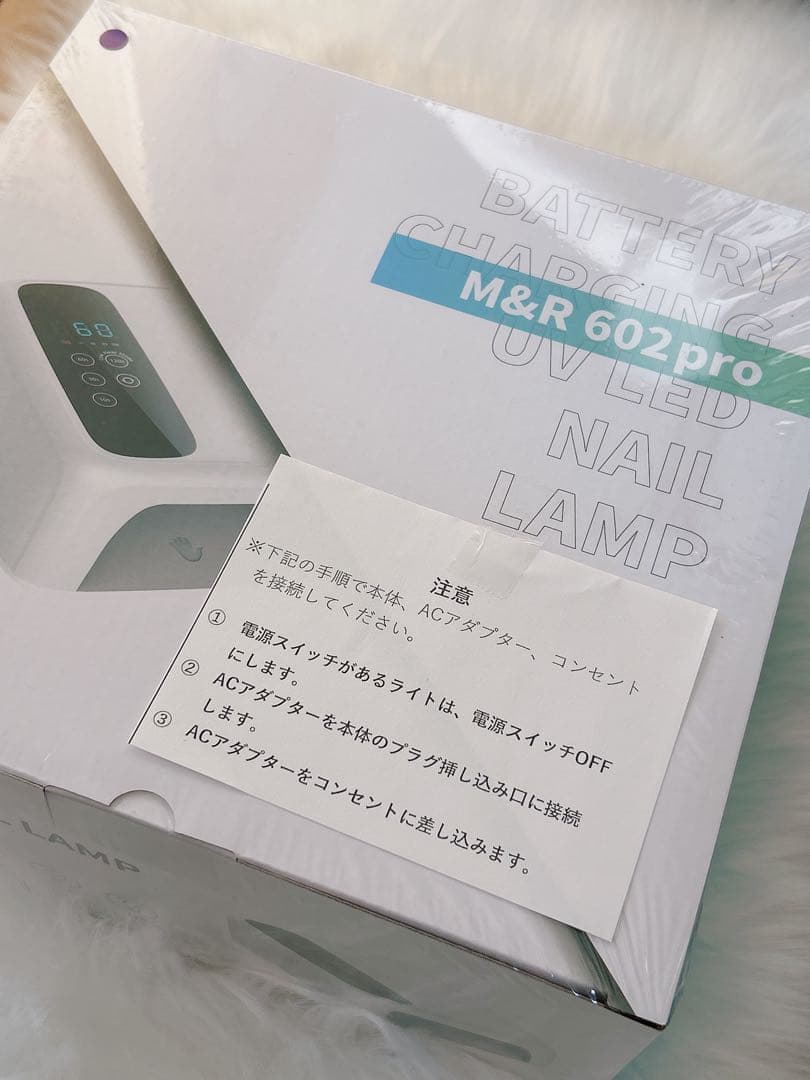 BATTERY
CHARGING
M&R 602pro
UV LED
NAIL
LAMP
60
注意
※下記の手順で本体、ACアダプター、コンセント
を接続してください。
① 電源スイッチがあるライトは、電源スイッチOFF
にします。
② ACアダプターを本体のプラグ挿し込み口に接続
します。
③ ACアダプターをコンセントに差し込みます。
LAMP